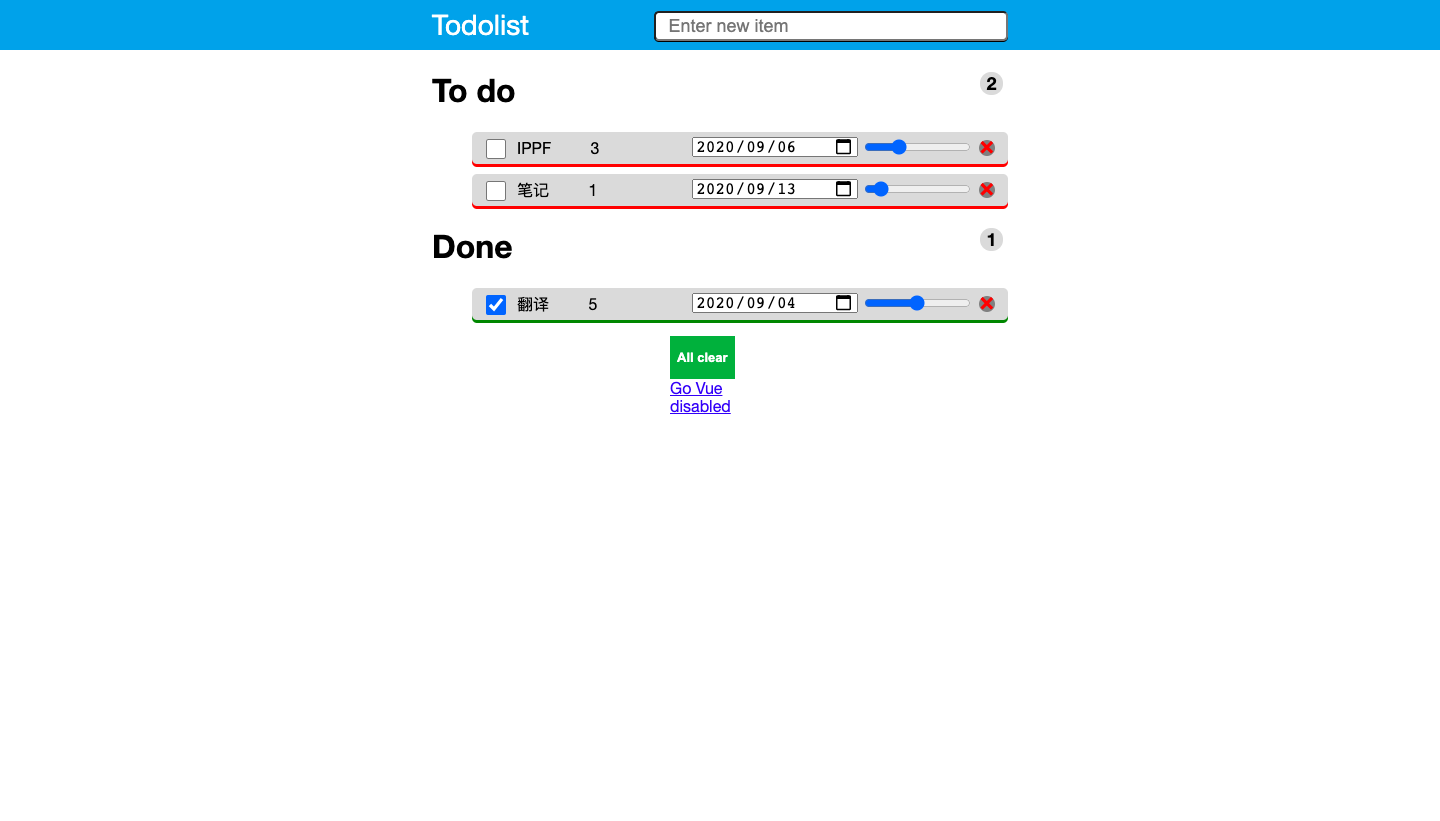 Todolist Enter new item
To do 2
IPPF 3 2020/09/06
笔记 1 2020/09/13
Done 1
翻译 5 2020/09/04
All clear
Go Vue
disabled